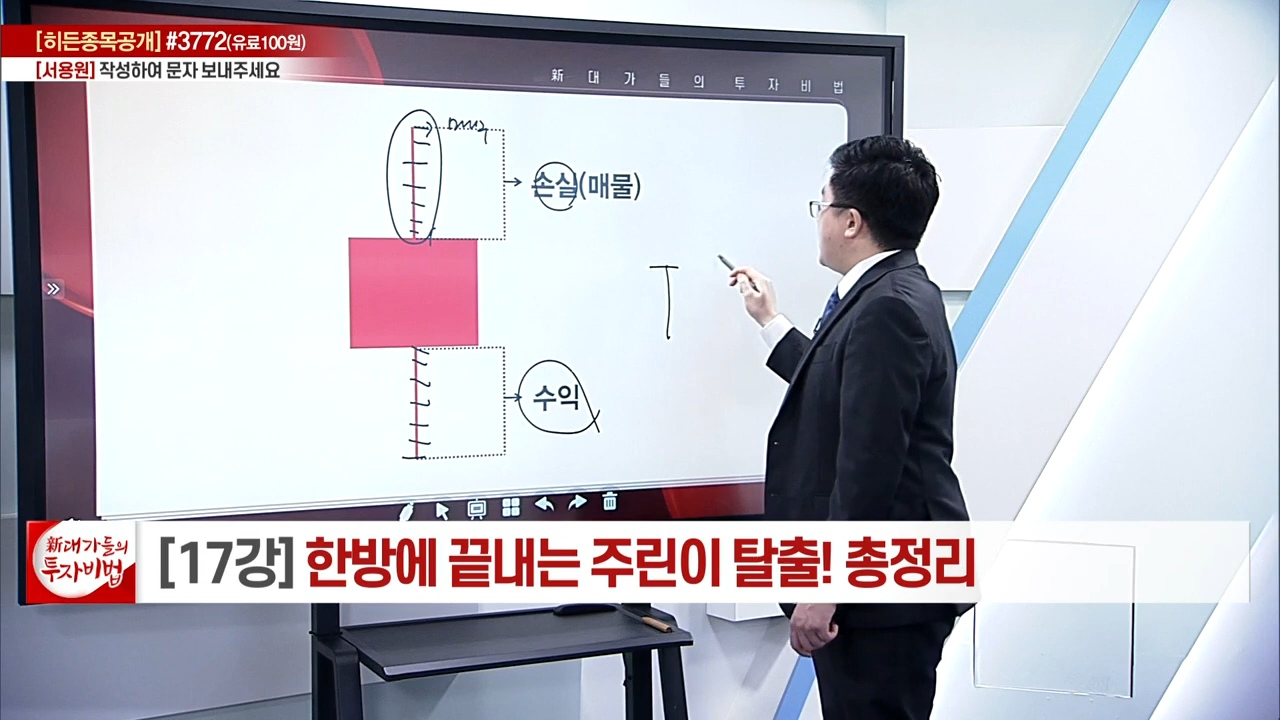 [히든종목공개] #3772(유료100원)
[서용원] 작성하여 문자 보내주세요
新 대 가 들 의 투 자 비 법
손실(매물)
T
수익
新대가들의
투자비법
[17강] 한방에 끝내는 주린이 탈출! 총정리